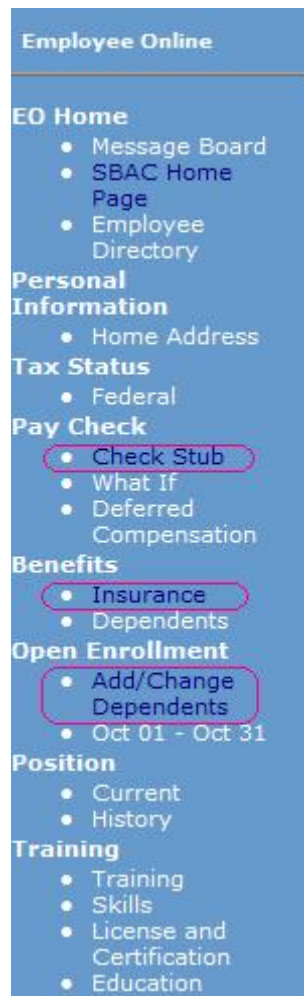 Employee Online
EO Home
Message Board
SBAC Home
Page
Employee
Directory
Personal
Information
Home Address
Tax Status
Federal
Pay Check
Check Stub
What If
Deferred
Compensation
Benefits
Insurance
Dependents
Open Enrollment
Add/Change
Dependents
Oct 01 - Oct 31
Position
Current
History
Training
Training
Skills
License and
Certification
Education